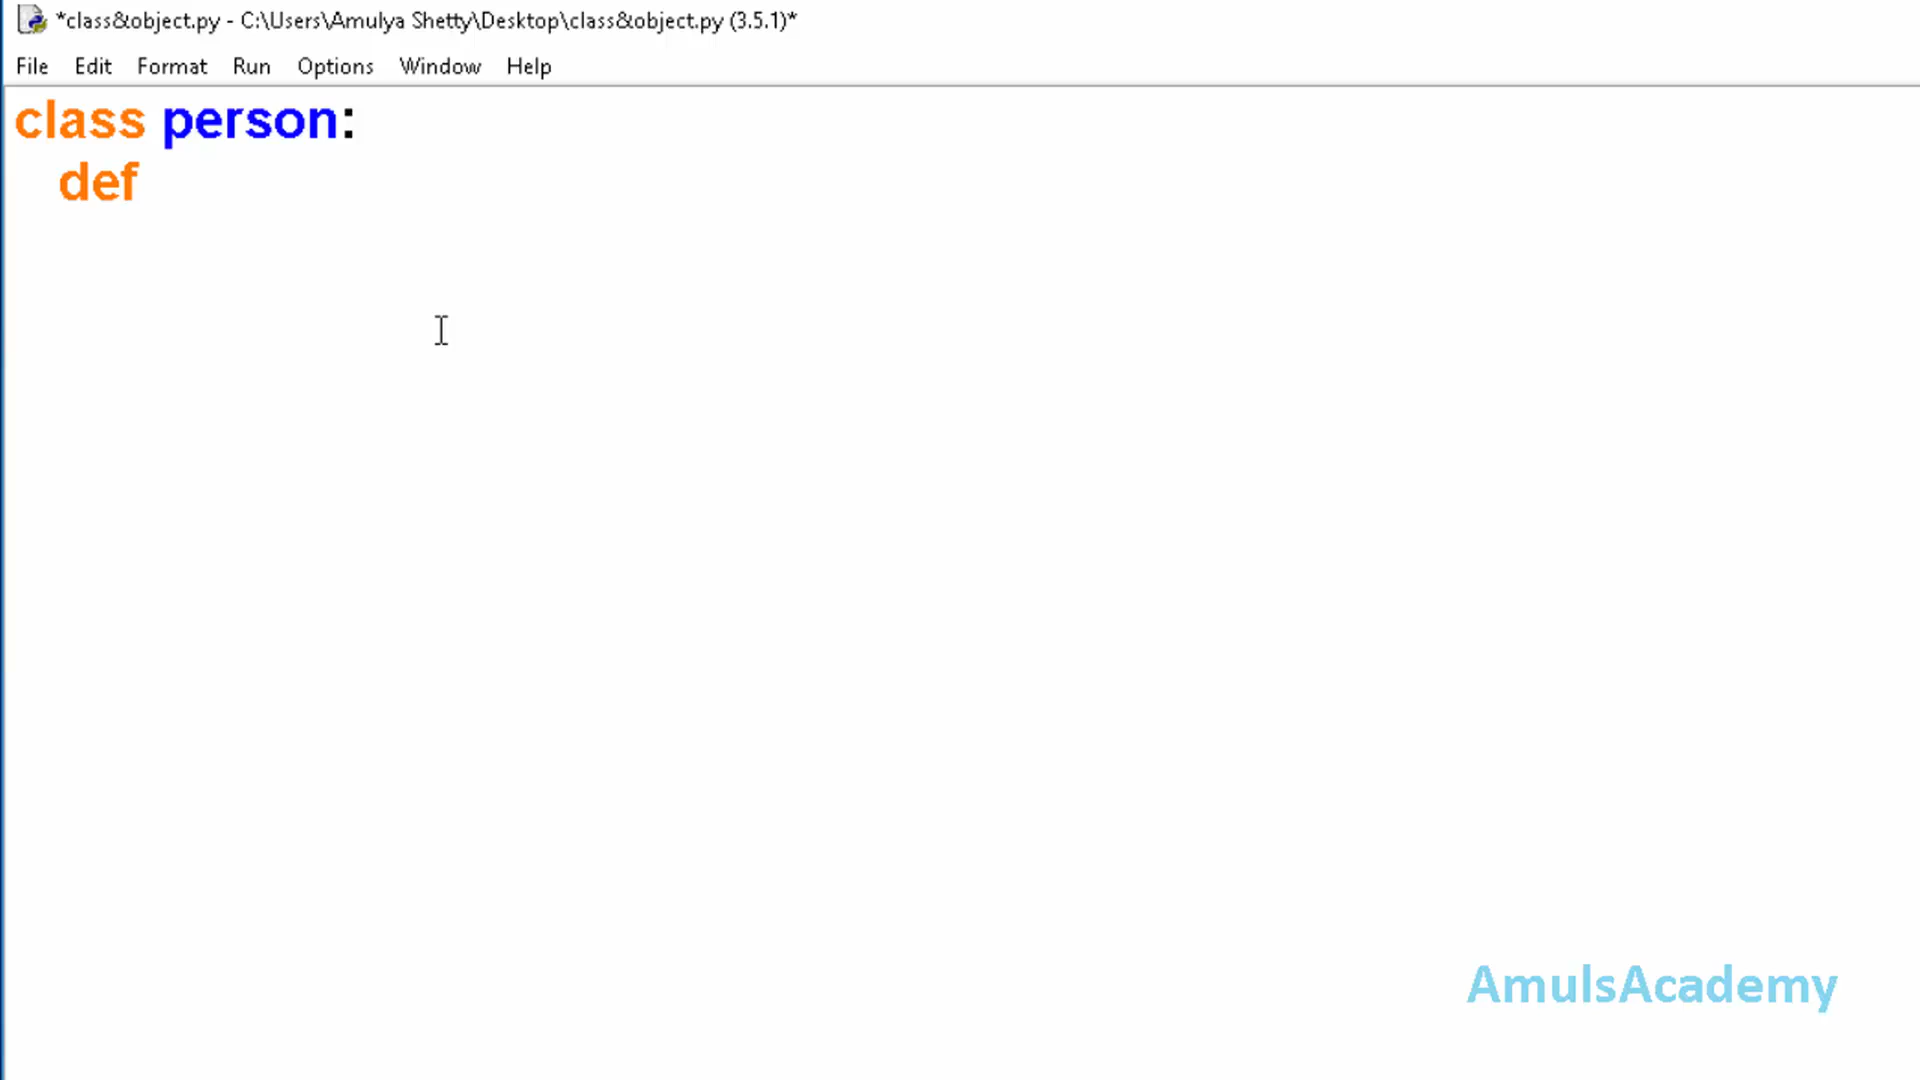 *class&object.py - C:\Users\Amulya Shetty\Desktop\class&object.py (3.5.1)*
File Edit Format Run Options Window Help
class person:
def
AmulsAcademy